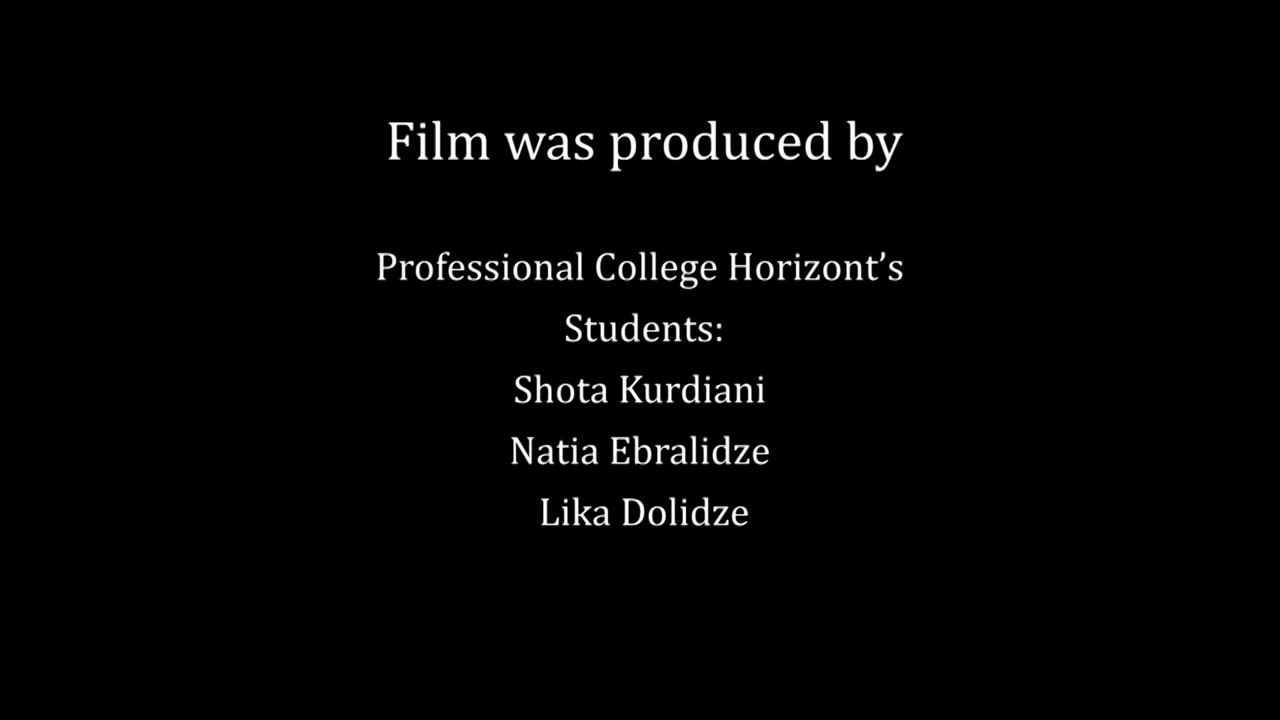 Film was produced by
Professional College Horizont’s
Students:
Shota Kurdiani
Natia Ebralidze
Lika Dolidze